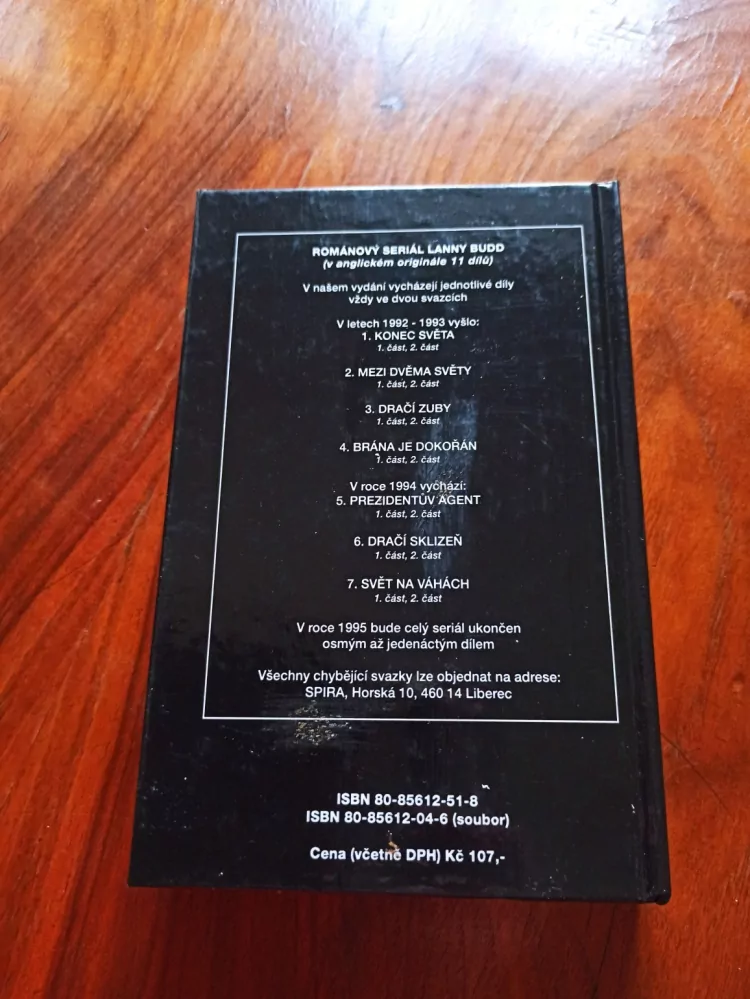 ROMÁNOVÝ SERIÁL LANNY BUDD
(v anglickém originále 11 dílů)
V našem vydání vycházejí jednotlivé díly
vždy ve dvou svazcích
V letech 1992 - 1993 vyšlo:
1. KONEC SVĚTA
1. část, 2. část
2. MEZI DVĚMA SVĚTY
1. část, 2. část
3. DRAČÍ ZUBY
1. část, 2. část
4. BRÁNA JE DOKOŘÁN
1. část, 2. část
V roce 1994 vychází:
5. PREZIDENTŮV AGENT
1. část, 2. část
6. DRAČÍ SKLIZEŇ
1. část, 2. část
7. SVĚT NA VÁHÁCH
1. část, 2. část
V roce 1995 bude celý seriál ukončen
osmým až jedenáctým dílem
Všechny chybějící svazky lze objednat na adrese:
SPIRA, Horská 10, 460 14 Liberec
ISBN 80-85612-51-8
ISBN 80-85612-04-6 (soubor)
Cena (včetně DPH) Kč 107,-